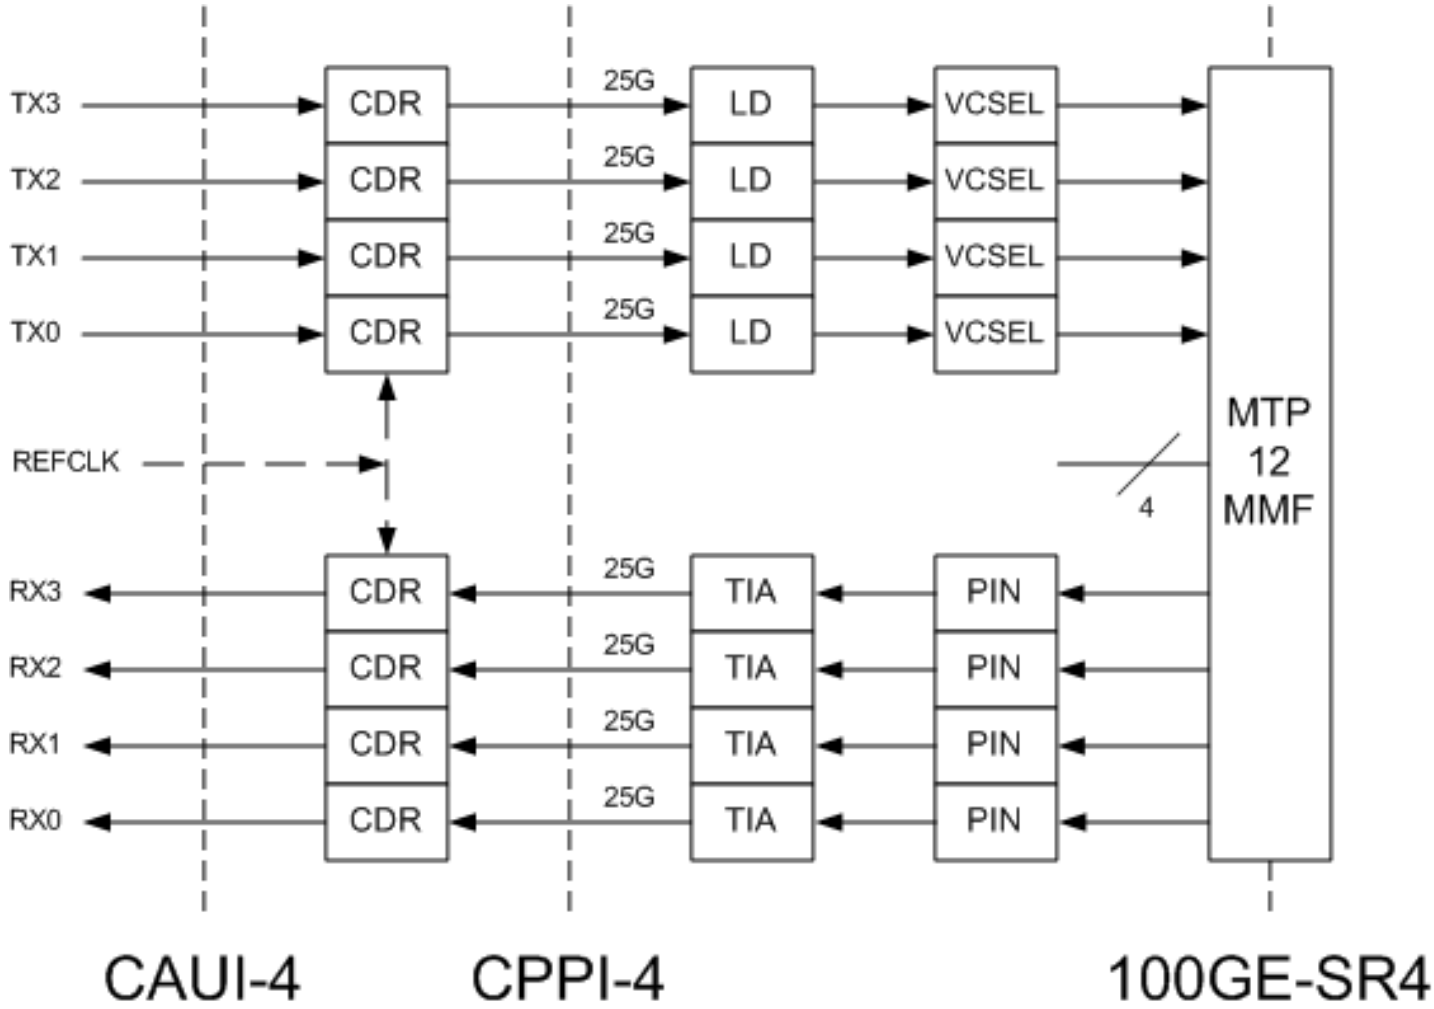 TX3 CDR 25G LD VCSEL
TX2 CDR 25G LD VCSEL
TX1 CDR 25G LD VCSEL
TX0 CDR 25G LD VCSEL
REFCLK
MTP
12
MMF
4
RX3 CDR 25G TIA PIN
RX2 CDR 25G TIA PIN
RX1 CDR 25G TIA PIN
RX0 CDR 25G TIA PIN
CAUI-4 CPPI-4 100GE-SR4